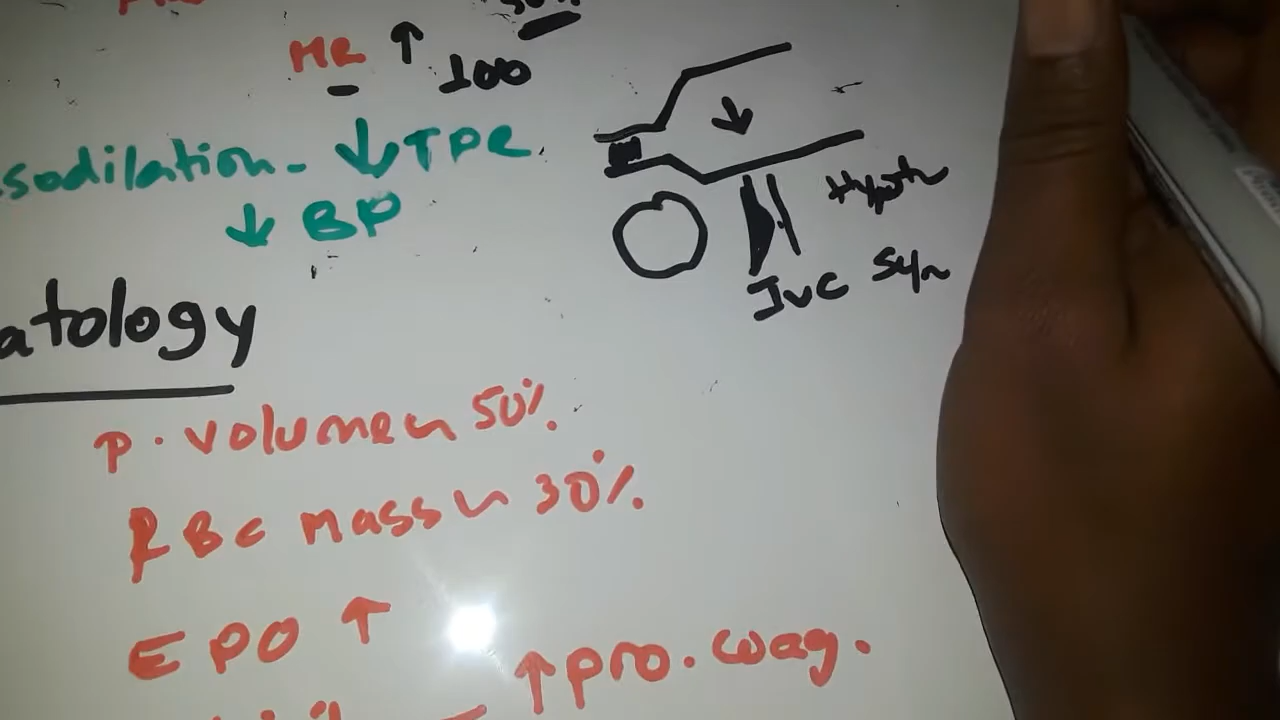 HR ↑ 100
sodilation - ↓ TPR
↓ BP
Hypoth
IVC Syn
atology
P. volume ~ 50%
RBC mass ~ 30%
EPO ↑
↑ pro. coag.